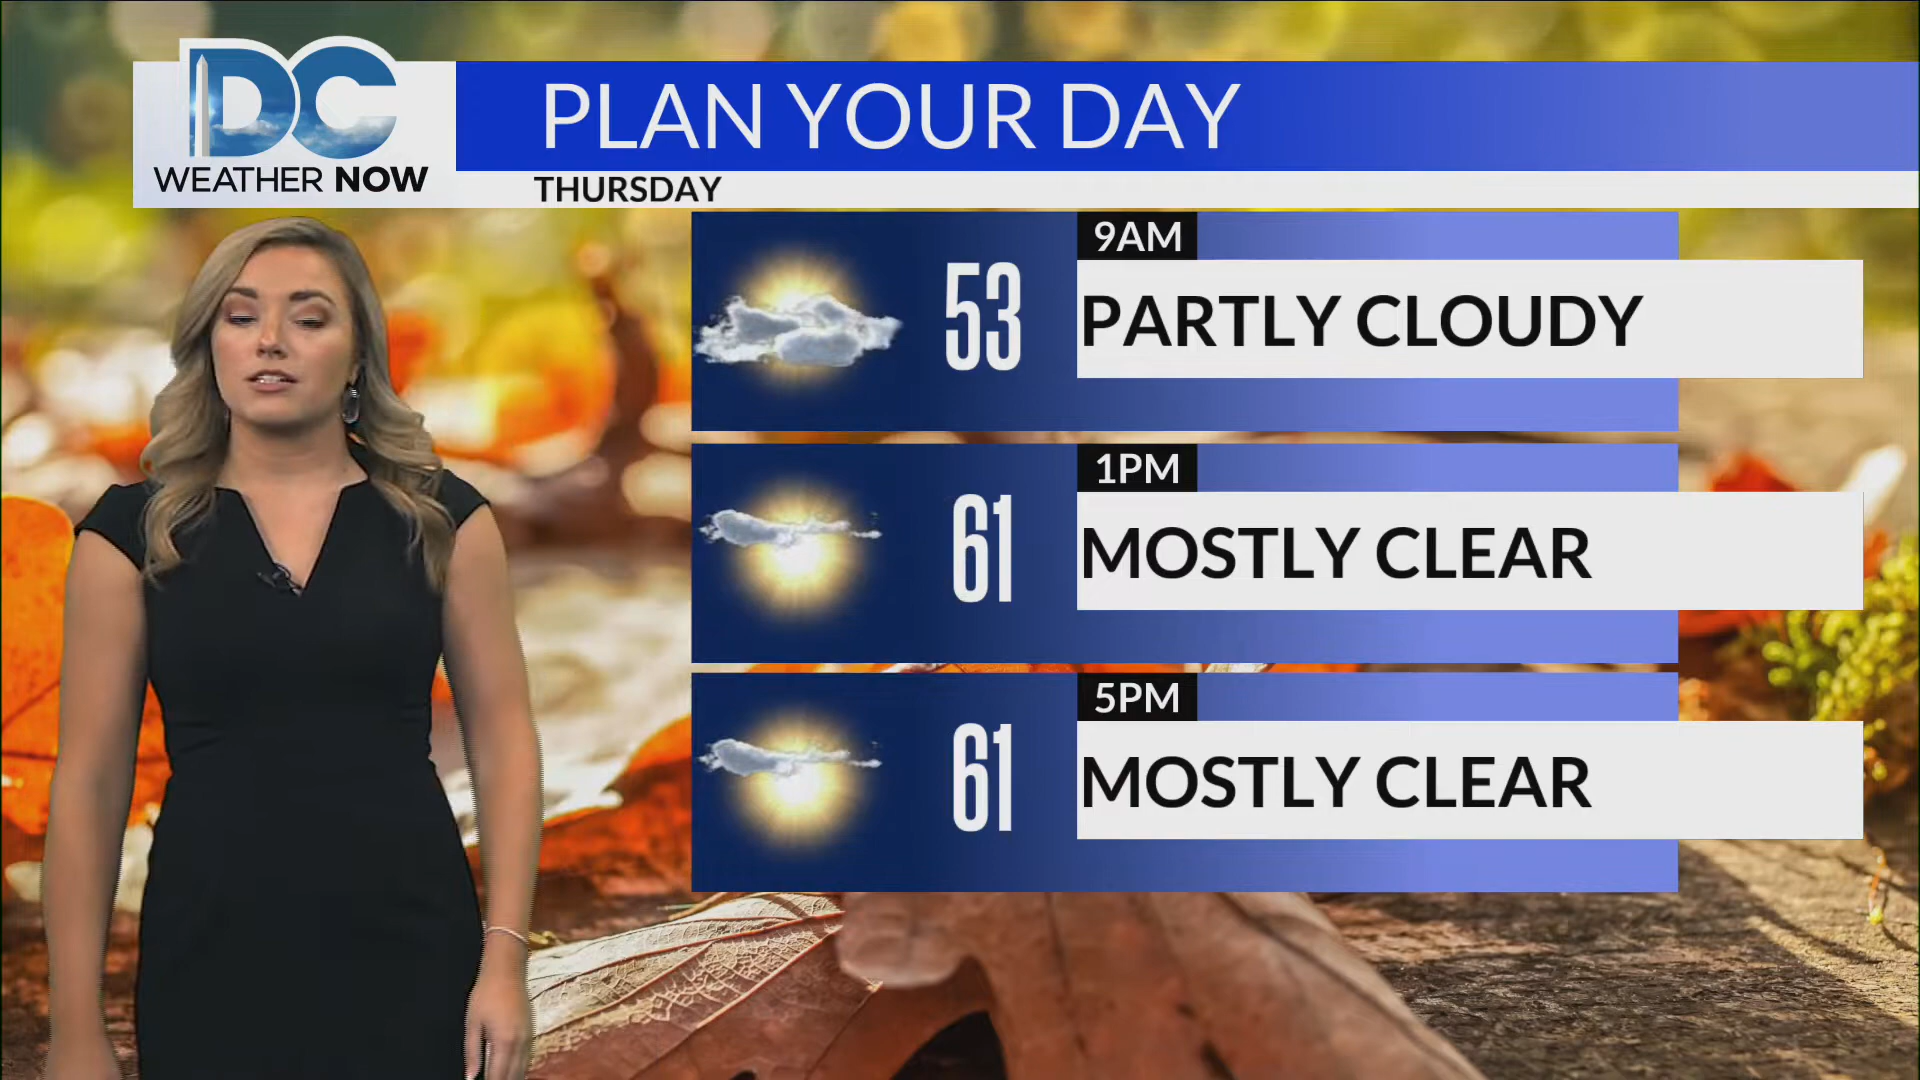 DC
WEATHER NOW
PLAN YOUR DAY
THURSDAY
53
9AM
PARTLY CLOUDY
61
1PM
MOSTLY CLEAR
61
5PM
MOSTLY CLEAR